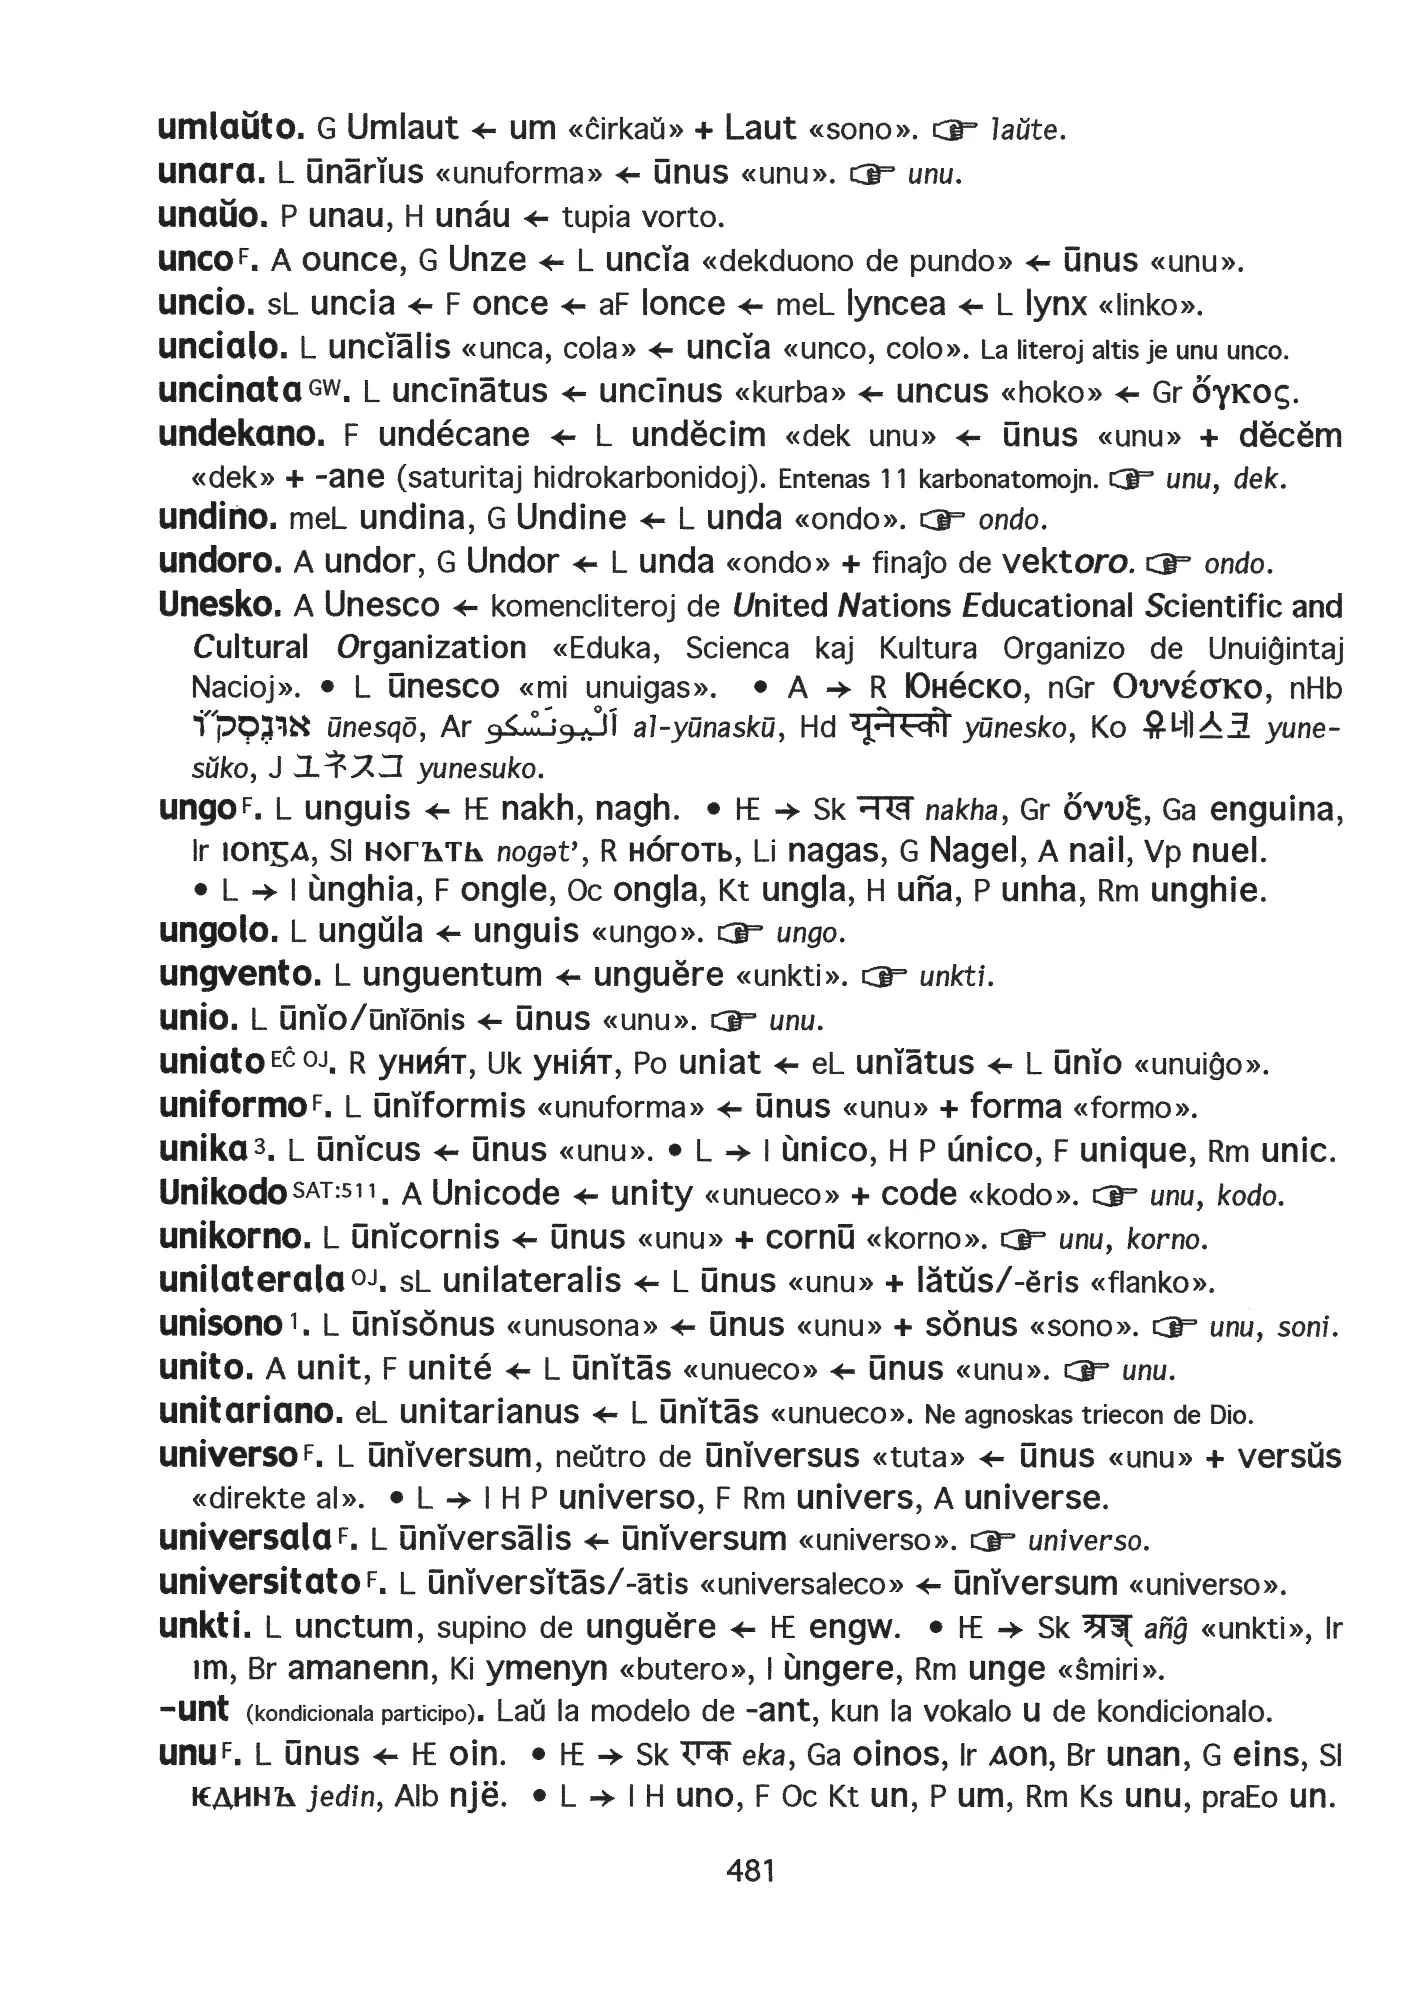 umlaŭto. G Umlaut ← um «ĉirkaŭ» + Laut «sono». ☞ laŭte.
unara. L ūnārĭus «unuforma» ← ūnus «unu». ☞ unu.
unaŭo. P unau, H unáu ← tupia vorto.
unco F. A ounce, G Unze ← L uncĭa «dekduono de pundo» ← ūnus «unu».
uncio. sL uncia ← F once ← aF lonce ← meL lyncea ← L lynx «linko».
uncialo. L uncĭālis «unca, cola» ← uncĭa «unco, colo». La literoj altis je unu unco.
uncinata GW. L uncīnātus ← uncīnus «kurba» ← uncus «hoko» ← Gr ὄγκος.
undekano. F undécane ← L undĕcim «dek unu» ← ūnus «unu» + dĕcĕm
«dek» + -ane (saturitaj hidrokarbonidoj). Entenas 11 karbonatomojn. ☞ unu, dek.
undino. meL undina, G Undine ← L unda «ondo». ☞ ondo.
undoro. A undor, G Undor ← L unda «ondo» + finaĵo de vektoro. ☞ ondo.
Unesko. A Unesco ← komencliteroj de United Nations Educational Scientific and
Cultural Organization «Eduka, Scienca kaj Kultura Organizo de Unuiĝintaj
Nacioj». • L ūnesco «mi unuigas». • A → R Юне́ско, nGr Ουνέσκο, nHb
אוּנֶסְק״וֹ ūnesqō, Ar اَلْيونَسْكو al-yūnaskū, Hd यूनेस्को yūnesko, Ko 유네스코 yune-
sŭko, J ユネスコ yunesuko.
ungo F. L unguis ← IE nakh, nagh. • IE → Sk नख nakha, Gr ὄνυξ, Ga enguina,
Ir ionga, Sl ногъть nogət’, R но́готь, Li nagas, G Nagel, A nail, Vp nuel.
• L → I ùnghia, F ongle, Oc ongla, Kt ungla, H uña, P unha, Rm unghie.
ungolo. L ungŭla ← unguis «ungo». ☞ ungo.
ungvento. L unguentum ← unguĕre «unkti». ☞ unkti.
unio. L ūnĭo/ūnĭōnis ← ūnus «unu». ☞ unu.
uniato EĈ OJ. R уния́т, Uk унія́т, Po uniat ← eL unĭātus ← L ūnĭo «unuiĝo».
uniformo F. L ūnĭformis «unuforma» ← ūnus «unu» + forma «formo».
unika 3. L ūnĭcus ← ūnus «unu». • L → I ùnico, H P único, F unique, Rm unic.
Unikodo SAT:511. A Unicode ← unity «unueco» + code «kodo». ☞ unu, kodo.
unikorno. L ūnĭcornis ← ūnus «unu» + cornū «korno». ☞ unu, korno.
unilaterala OJ. sL unilateralis ← L ūnus «unu» + lătŭs/-ĕris «flanko».
unisono 1. L ūnĭsŏnus «unusona» ← ūnus «unu» + sŏnus «sono». ☞ unu, soni.
unito. A unit, F unité ← L ūnĭtās «unueco» ← ūnus «unu». ☞ unu.
unitariano. eL unitarianus ← L ūnĭtās «unueco». Ne agnoskas triecon de Dio.
universo F. L ūnĭversum, neŭtro de ūnĭversus «tuta» ← ūnus «unu» + versŭs
«direkte al». • L → I H P universo, F Rm univers, A universe.
universala F. L ūnĭversālis ← ūnĭversum «universo». ☞ universo.
universitato F. L ūnĭversĭtās/-ātis «universaleco» ← ūnĭversum «universo».
unkti. L unctum, supino de unguĕre ← IE engw. • IE → Sk अञ्ज् añĝ «unkti», Ir
im, Br amanenn, Ki ymenyn «butero», I ùngere, Rm unge «ŝmiri».
-unt (kondicionala participo). Laŭ la modelo de -ant, kun la vokalo u de kondicionalo.
unu F. L ūnus ← IE oin. • IE → Sk एक eka, Ga oinos, Ir aon, Br unan, G eins, Sl
ѥдинъ jedin, Alb një. • L → I H uno, F Oc Kt un, P um, Rm Ks unu, praEo un.
481